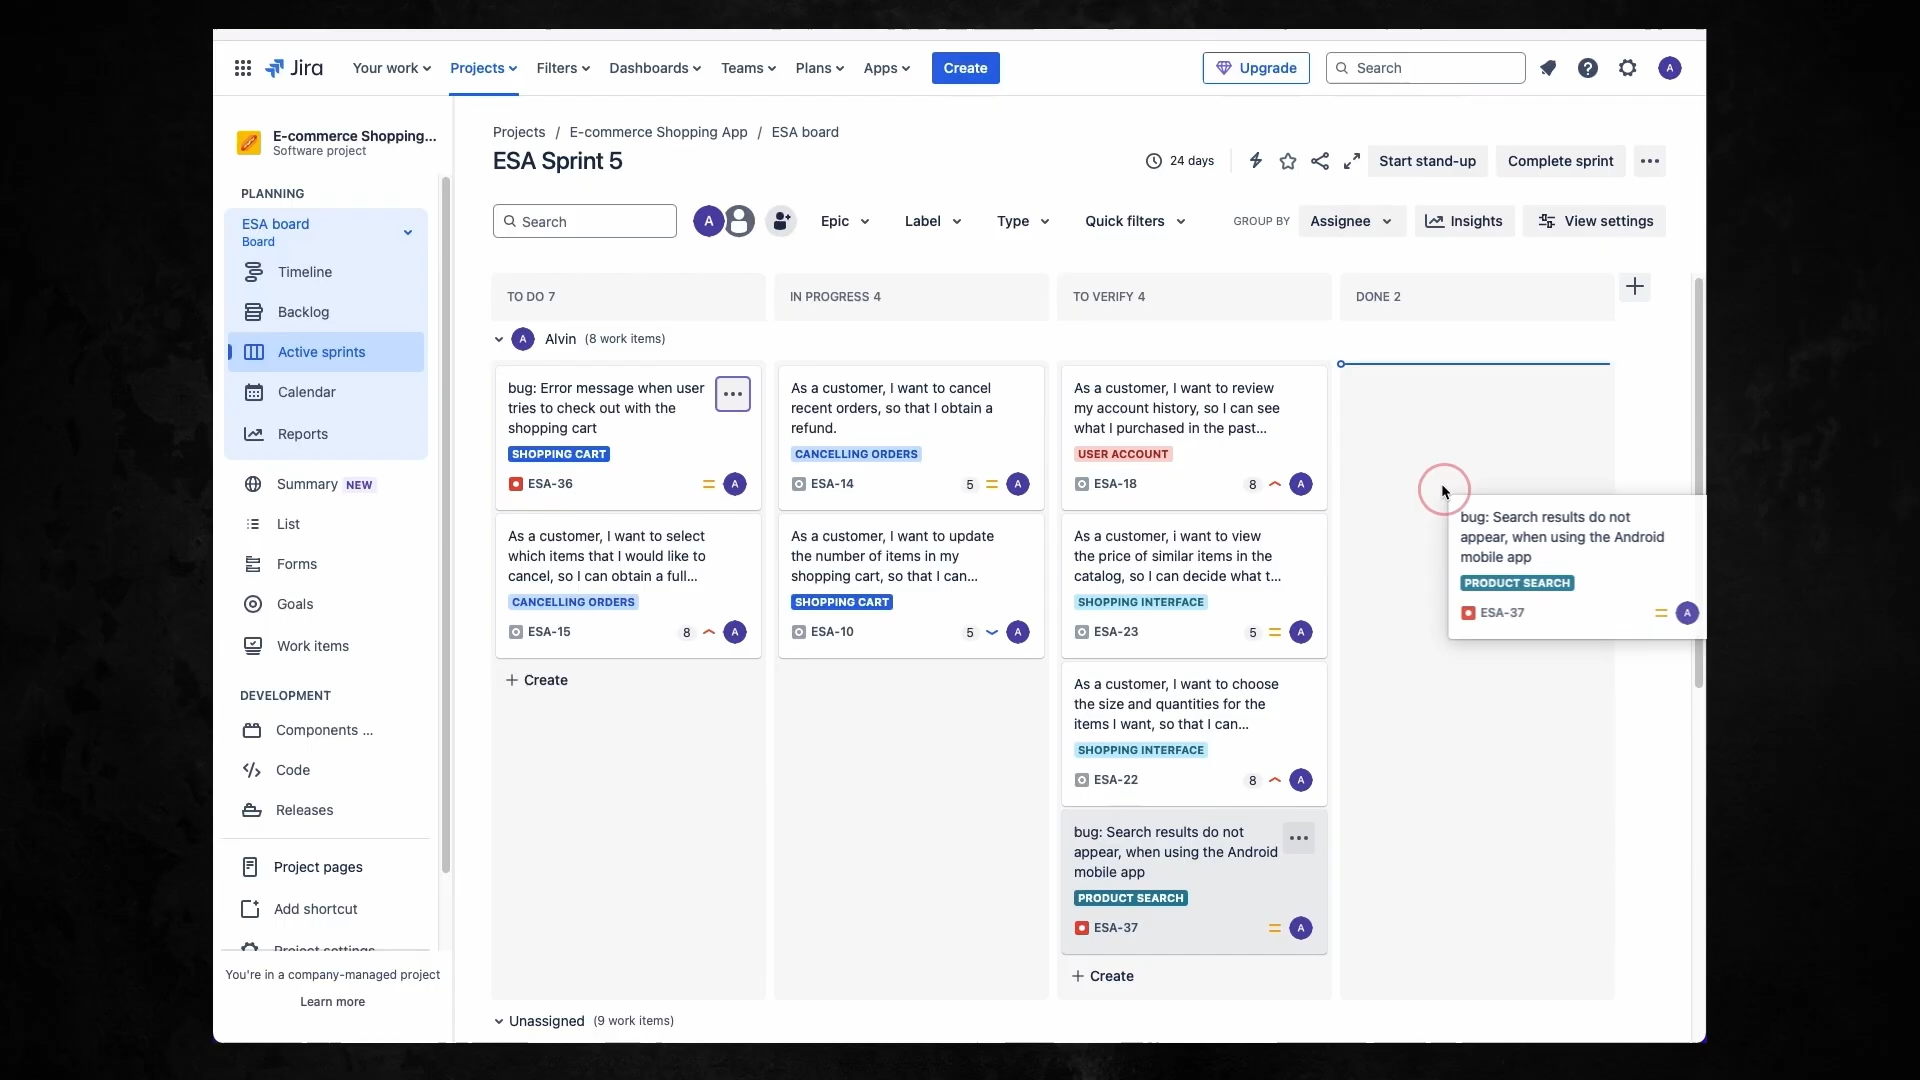 Jira
Your work
Projects
Filters
Dashboards
Teams
Plans
Apps
Create
Upgrade
Search
A
E-commerce Shopping...
Software project
PLANNING
ESA board
Board
Timeline
Backlog
Active sprints
Calendar
Reports
Summary NEW
List
Forms
Goals
Work items
DEVELOPMENT
Components ...
Code
Releases
Project pages
Add shortcut
Project settings
You're in a company-managed project
Learn more
Projects / E-commerce Shopping App / ESA board
ESA Sprint 5
24 days
Start stand-up
Complete sprint
Search
A
Epic
Label
Type
Quick filters
GROUP BY
Assignee
Insights
View settings
TO DO 7
IN PROGRESS 4
TO VERIFY 4
DONE 2
A Alvin (8 work items)
bug: Error message when user
tries to check out with the
shopping cart
SHOPPING CART
ESA-36 A
As a customer, I want to select
which items that I would like to
cancel, so I can obtain a full...
CANCELLING ORDERS
ESA-15 8 A
+ Create
As a customer, I want to cancel
recent orders, so that I obtain a
refund.
CANCELLING ORDERS
ESA-14 5 A
As a customer, I want to update
the number of items in my
shopping cart, so that I can...
SHOPPING CART
ESA-10 5 A
As a customer, I want to review
my account history, so I can see
what I purchased in the past...
USER ACCOUNT
ESA-18 8 A
As a customer, i want to view
the price of similar items in the
catalog, so I can decide what t...
SHOPPING INTERFACE
ESA-23 5 A
As a customer, I want to choose
the size and quantities for the
items I want, so that I can...
SHOPPING INTERFACE
ESA-22 8 A
bug: Search results do not
appear, when using the Android
mobile app
PRODUCT SEARCH
ESA-37 A
+ Create
bug: Search results do not
appear, when using the Android
mobile app
PRODUCT SEARCH
ESA-37 A
Unassigned (9 work items)